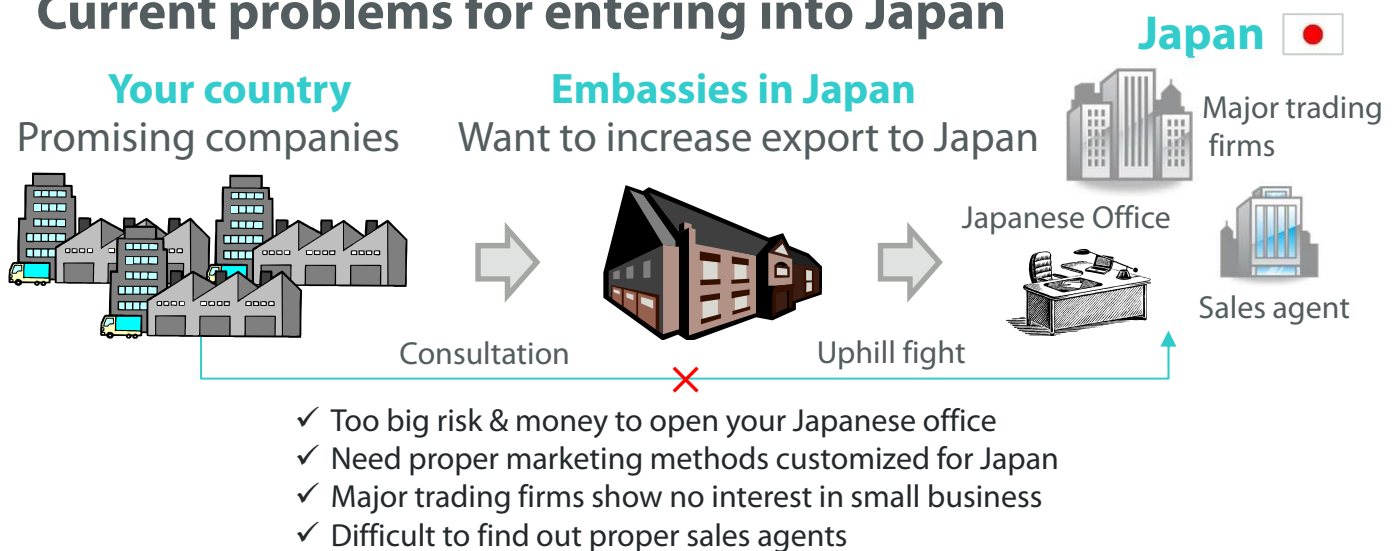 Current problems for entering into Japan
Japan
Your country
Promising companies
Embassies in Japan
Want to increase export to Japan
Major trading
firms
Japanese Office
Sales agent
Consultation
Uphill fight
✓ Too big risk & money to open your Japanese office
✓ Need proper marketing methods customized for Japan
✓ Major trading firms show no interest in small business
✓ Difficult to find out proper sales agents